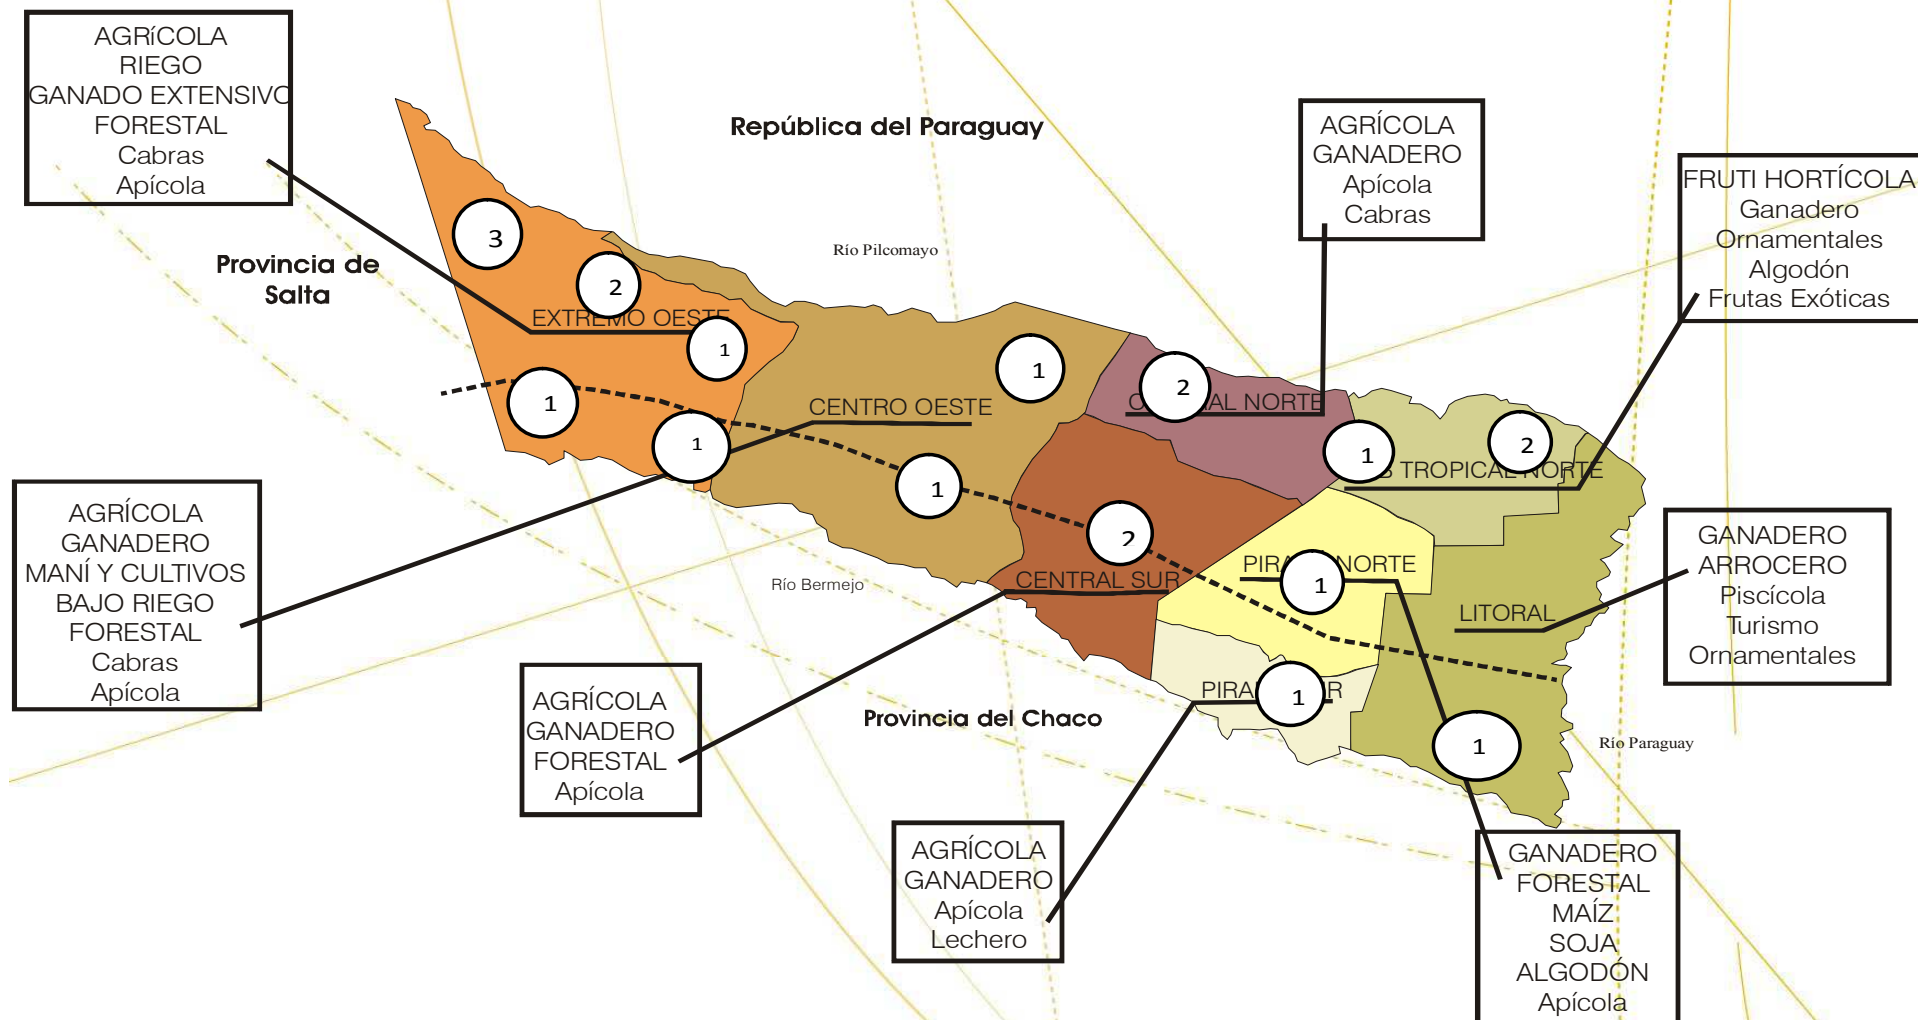 AGRíCOLA
RIEGO
GANADO EXTENSIVO
FORESTAL
Cabras
Apícola
República del Paraguay
AGRÍCOLA
GANADERO
Apícola
Cabras
FRUTI HORTÍCOLA
Ganadero
Ornamentales
Algodón
Frutas Exóticas
Provincia de
Salta
Río Pilcomayo
3
2
EXTREMO OESTE
1
1
1
1
CENTRO OESTE
1
2
NORTE
1
2
TROPICAL NORTE
AGRÍCOLA
GANADERO
MANÍ Y CULTIVOS
BAJO RIEGO
FORESTAL
Cabras
Apícola
2
CENTRAL SUR
Río Bermejo
NORTE
1
LITORAL
GANADERO
ARROCERO
Piscícola
Turismo
Ornamentales
AGRÍCOLA
GANADERO
FORESTAL
Apícola
1
Provincia del Chaco
1
Río Paraguay
AGRÍCOLA
GANADERO
Apícola
Lechero
GANADERO
FORESTAL
MAÍZ
SOJA
ALGODÓN
Apícola